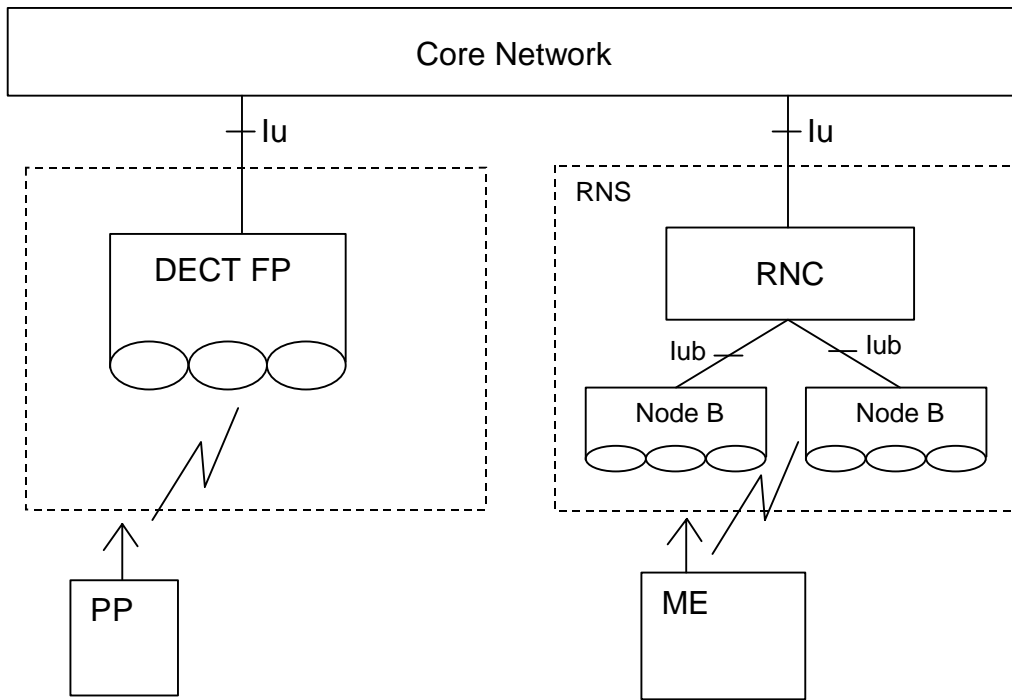 Core Network
Iu
Iu
RNS
DECT FP
RNC
Iub
Iub
Node B
Node B
PP
ME